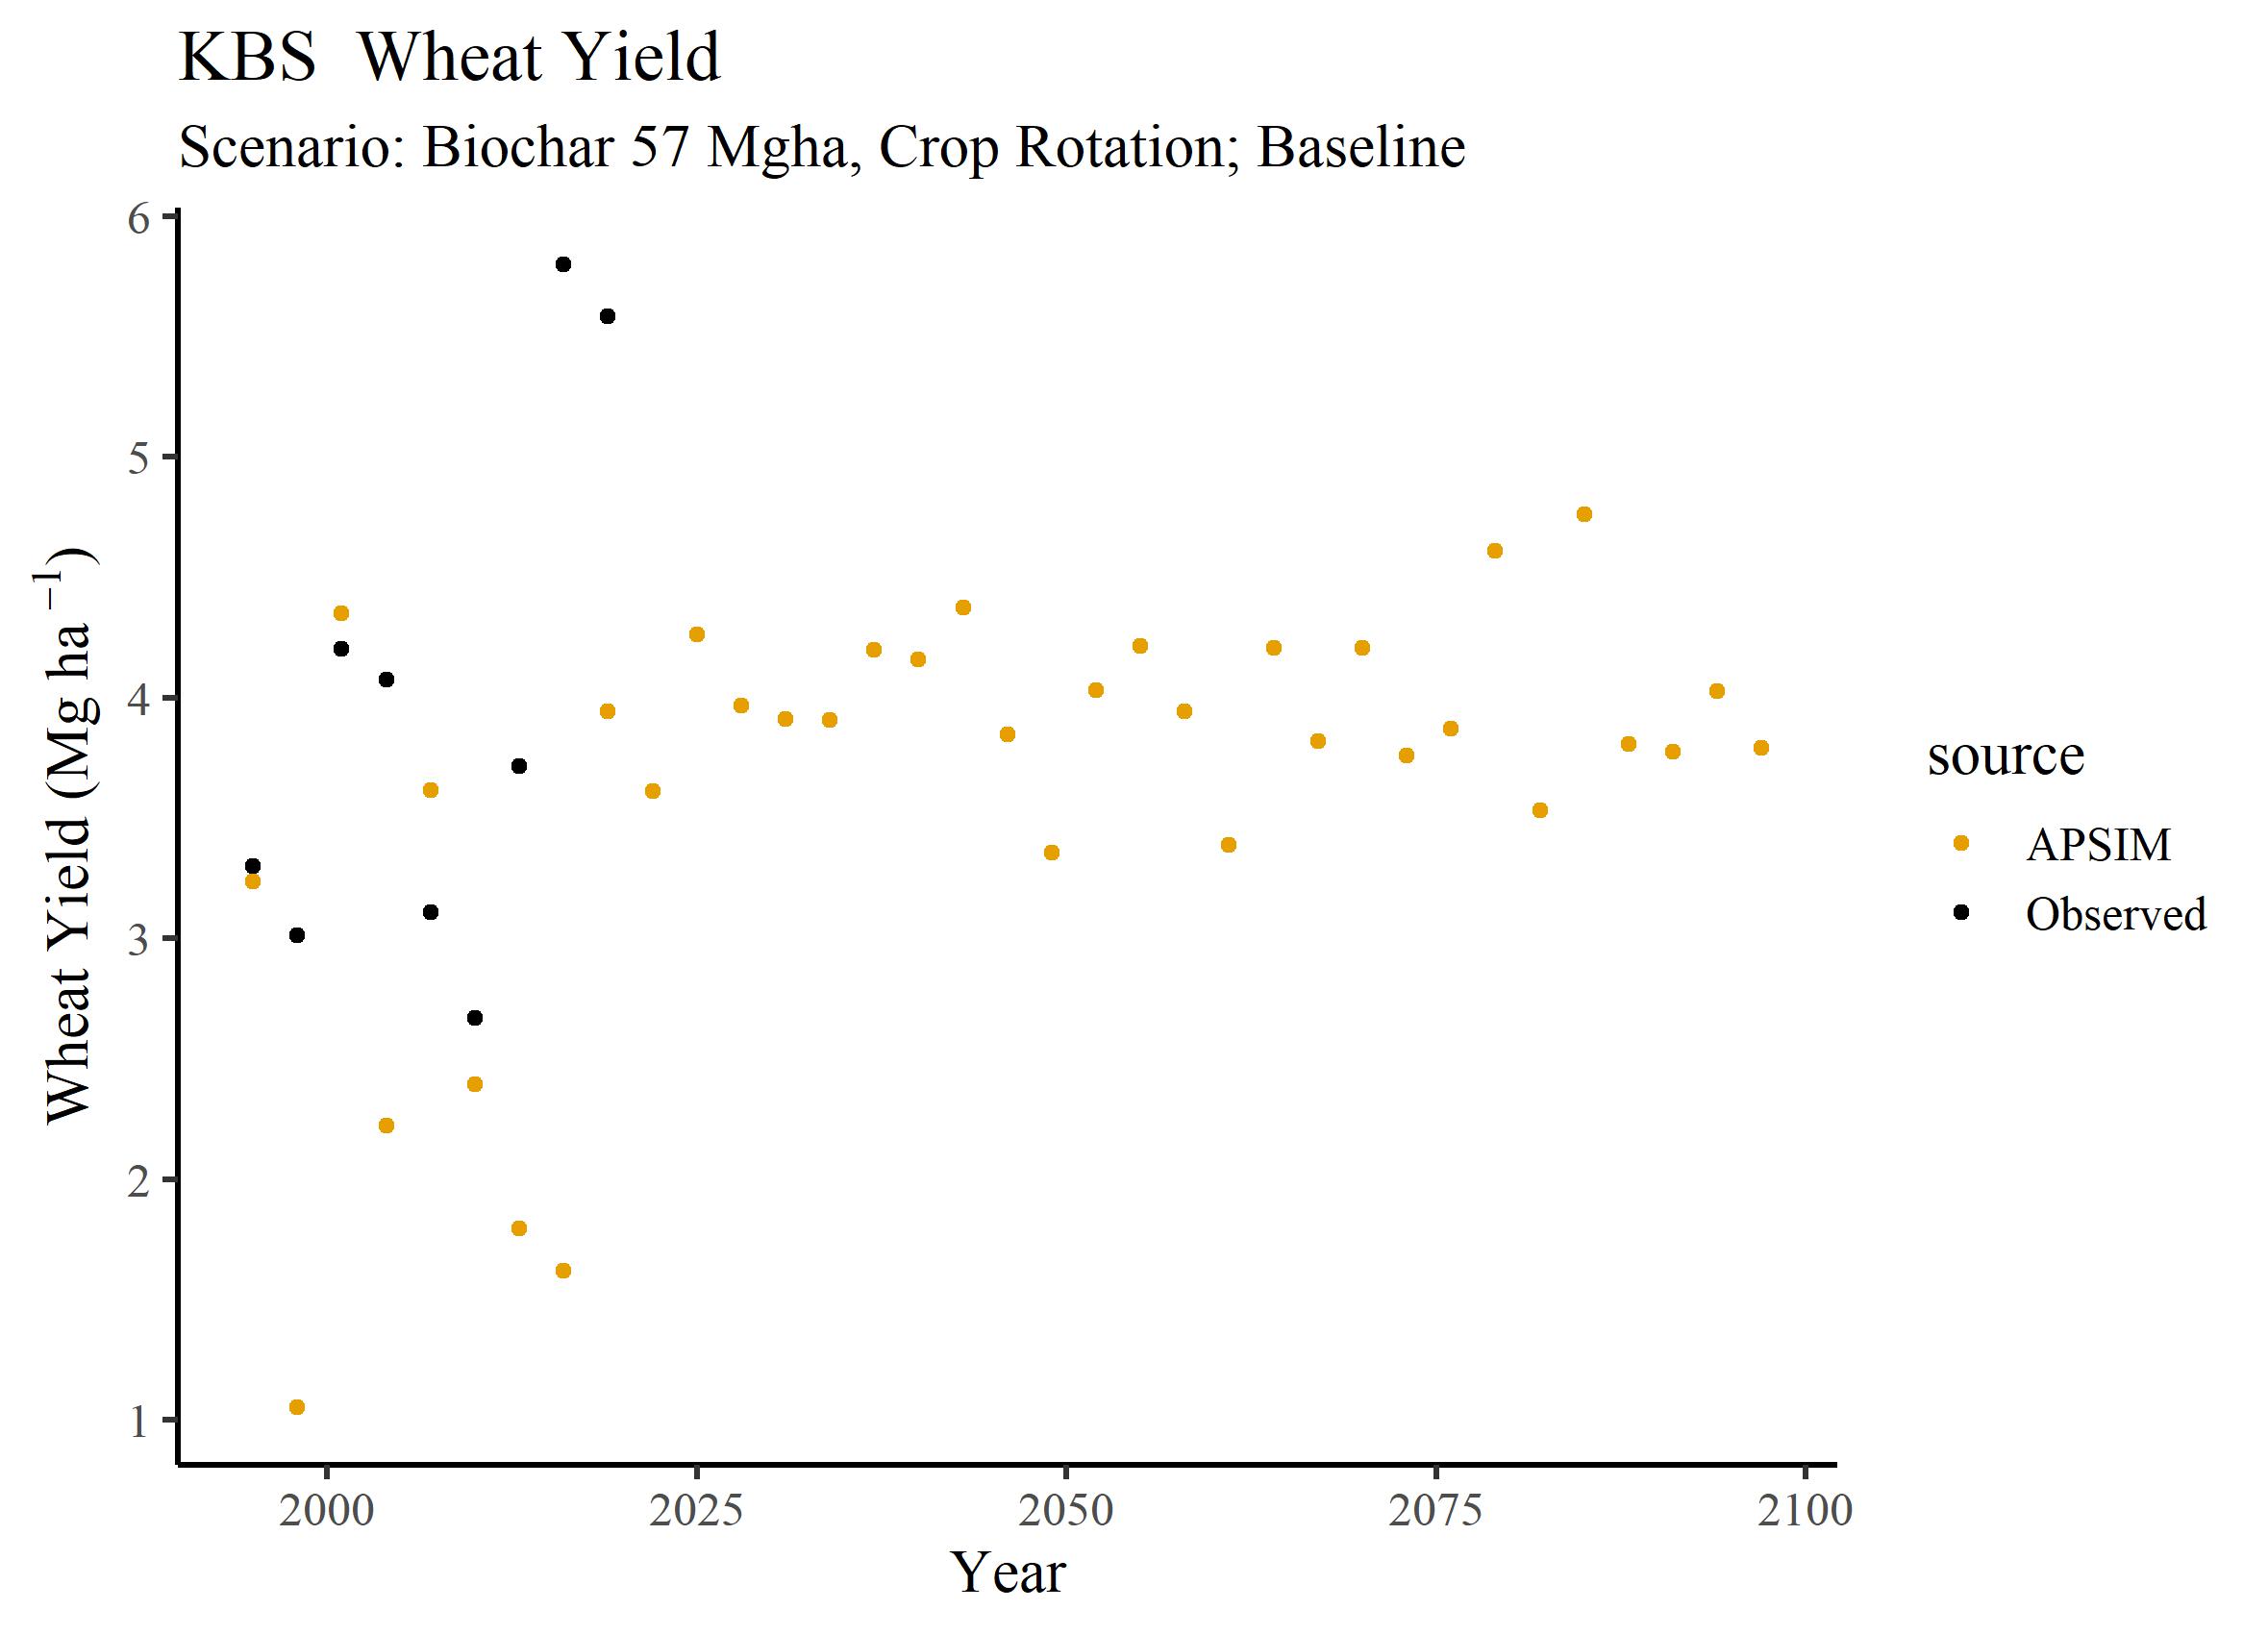 KBS  Wheat Yield
Scenario: Biochar 57 Mgha, Crop Rotation; Baseline
6
5
4
3
2
1
Wheat Yield (Mg ha⁻¹)
2000 2025 2050 2075 2100
Year
source
APSIM
Observed